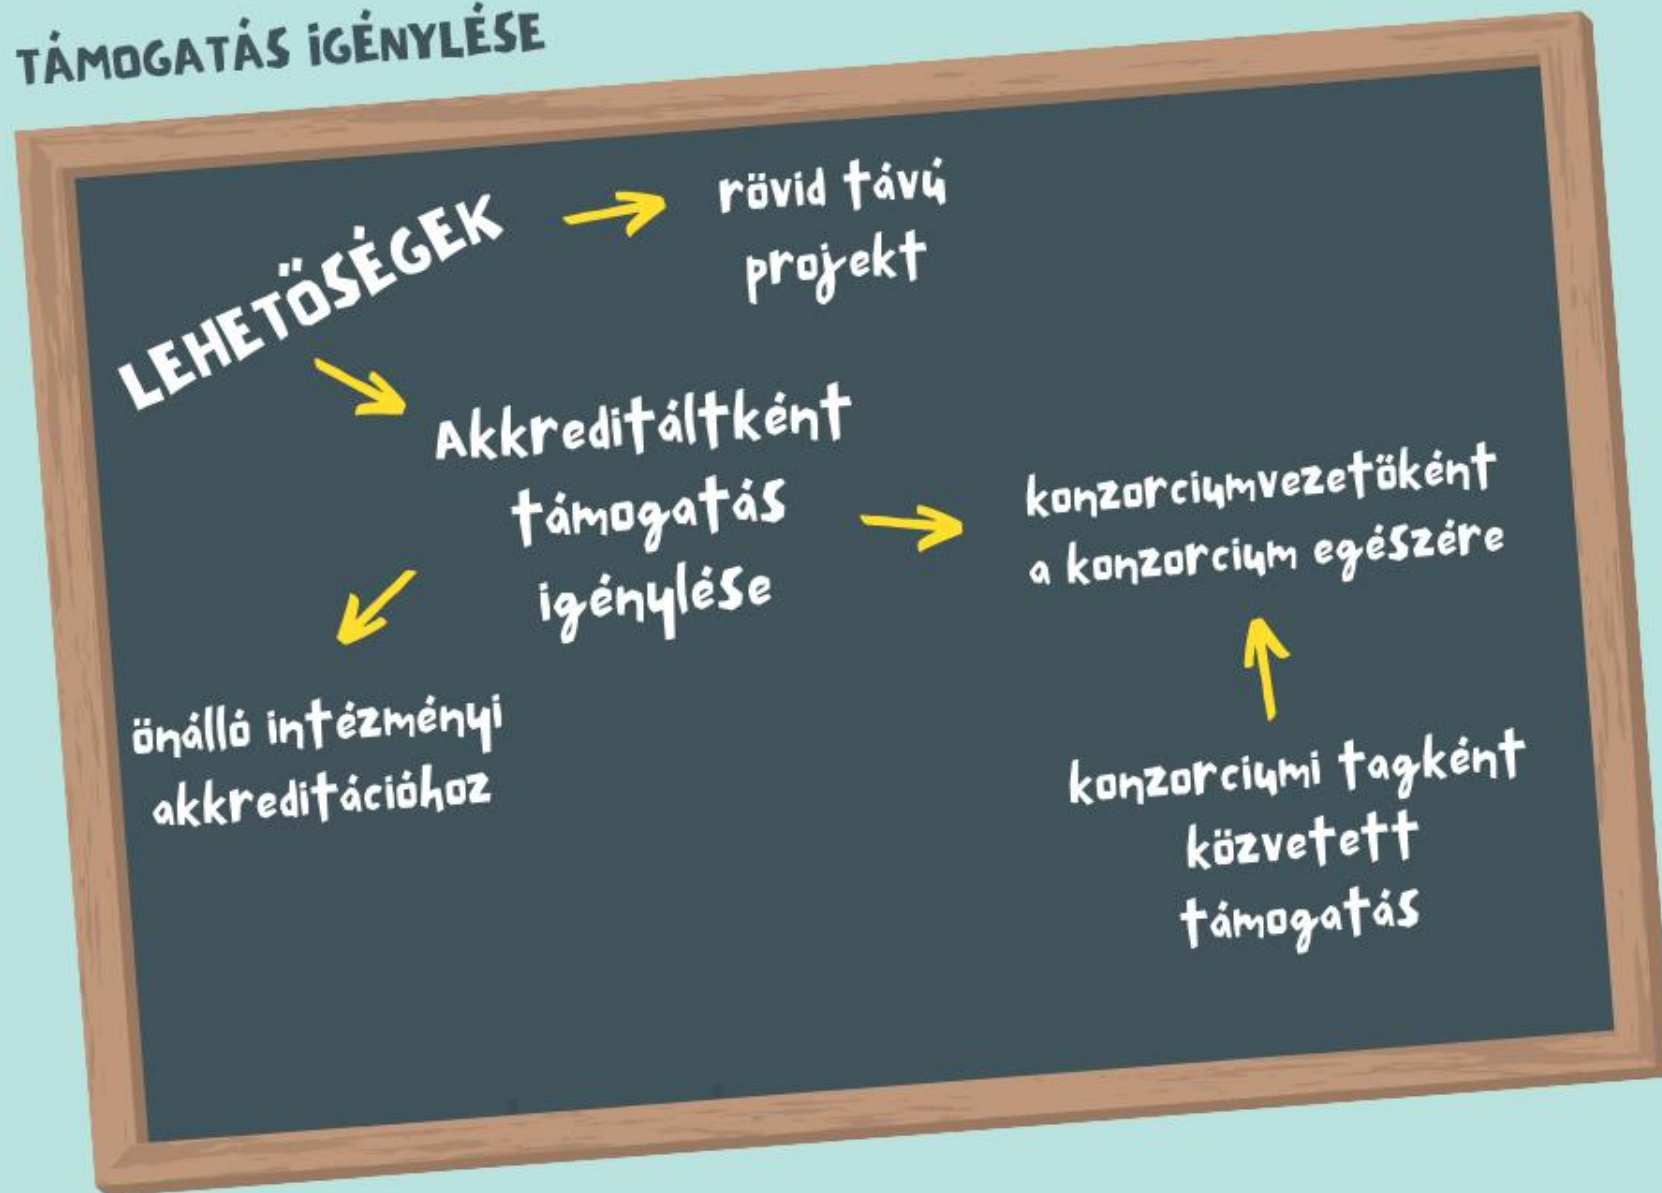 TÁMOGATÁS IGÉNYLÉSE
LEHETŐSÉGEK
rövid távú
projekt
Akkreditáltként
támogatás
igénylése
konzorciumvezetőként
a konzorcium egészére
önálló intézményi
akkreditációhoz
konzorciumi tagként
közvetett
támogatás